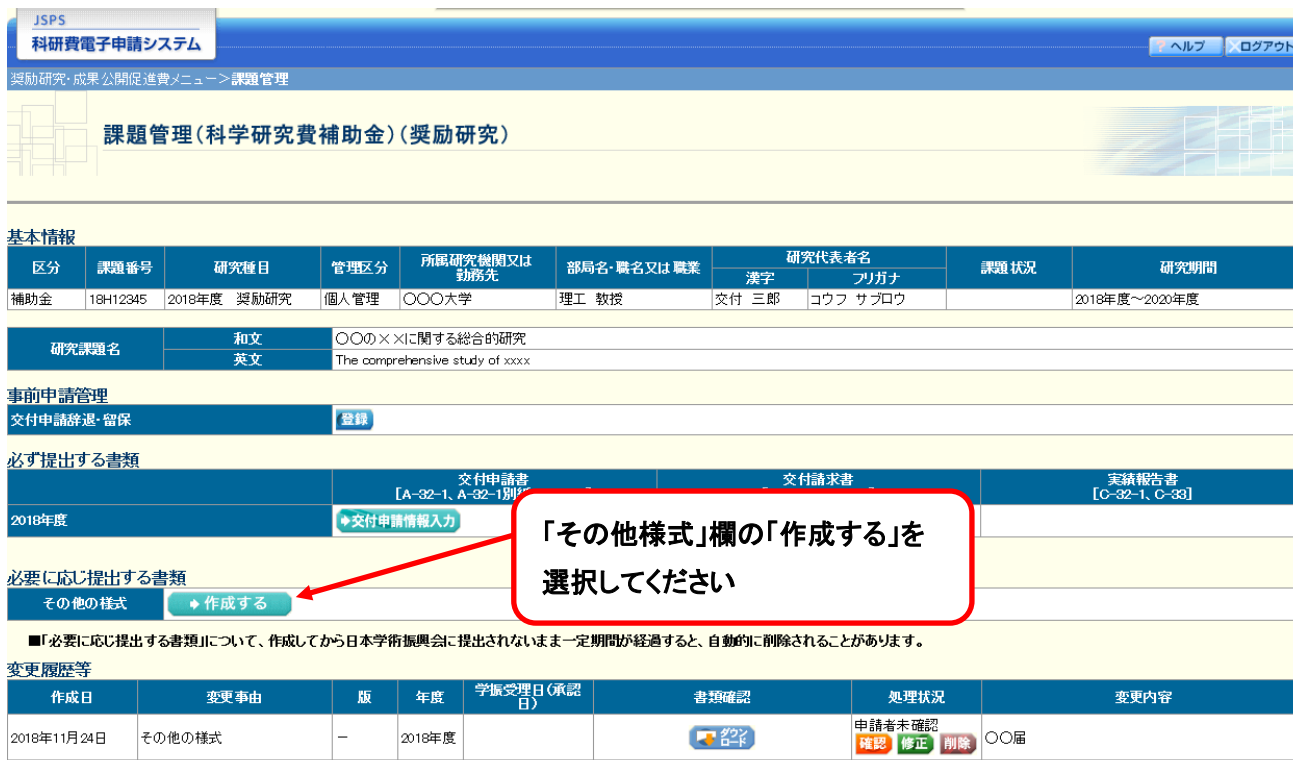 JSPS
科研費電子申請システム
ヘルプ ログアウト
奨励研究・成果公開促進費メニュー＞課題管理
課題管理(科学研究費補助金)(奨励研究)
基本情報
区分 課題番号 研究種目 管理区分 所属研究機関又は勤務先 部局名・職名又は職業 研究代表者名 課題状況 研究期間
漢字 フリガナ
補助金 18H12345 2018年度 奨励研究 個人管理 ○○○大学 理工 教授 交付 三郎 コウフ サブロウ 2018年度～2020年度
研究課題名 和文 ○○の××に関する総合的研究
英文 The comprehensive study of xxxx
事前申請管理
交付申請辞退・留保 登録
必ず提出する書類
交付申請書 交付請求書 実績報告書
[A-32-1、A-32-1別紙 [C-32-1、C-33]
2018年度 交付申請情報入力
「その他様式」欄の「作成する」を
選択してください
必要に応じ提出する書類
その他の様式 作成する
■「必要に応じ提出する書類」について、作成してから日本学術振興会に提出されないまま一定期間が経過すると、自動的に削除されることがあります。
変更履歴等
作成日 変更事由 版 年度 学振受理日(承認日) 書類確認 処理状況 変更内容
2018年11月24日 その他の様式 － 2018年度 ダウンロード 申請者未確認 ○○届
確認 修正 削除